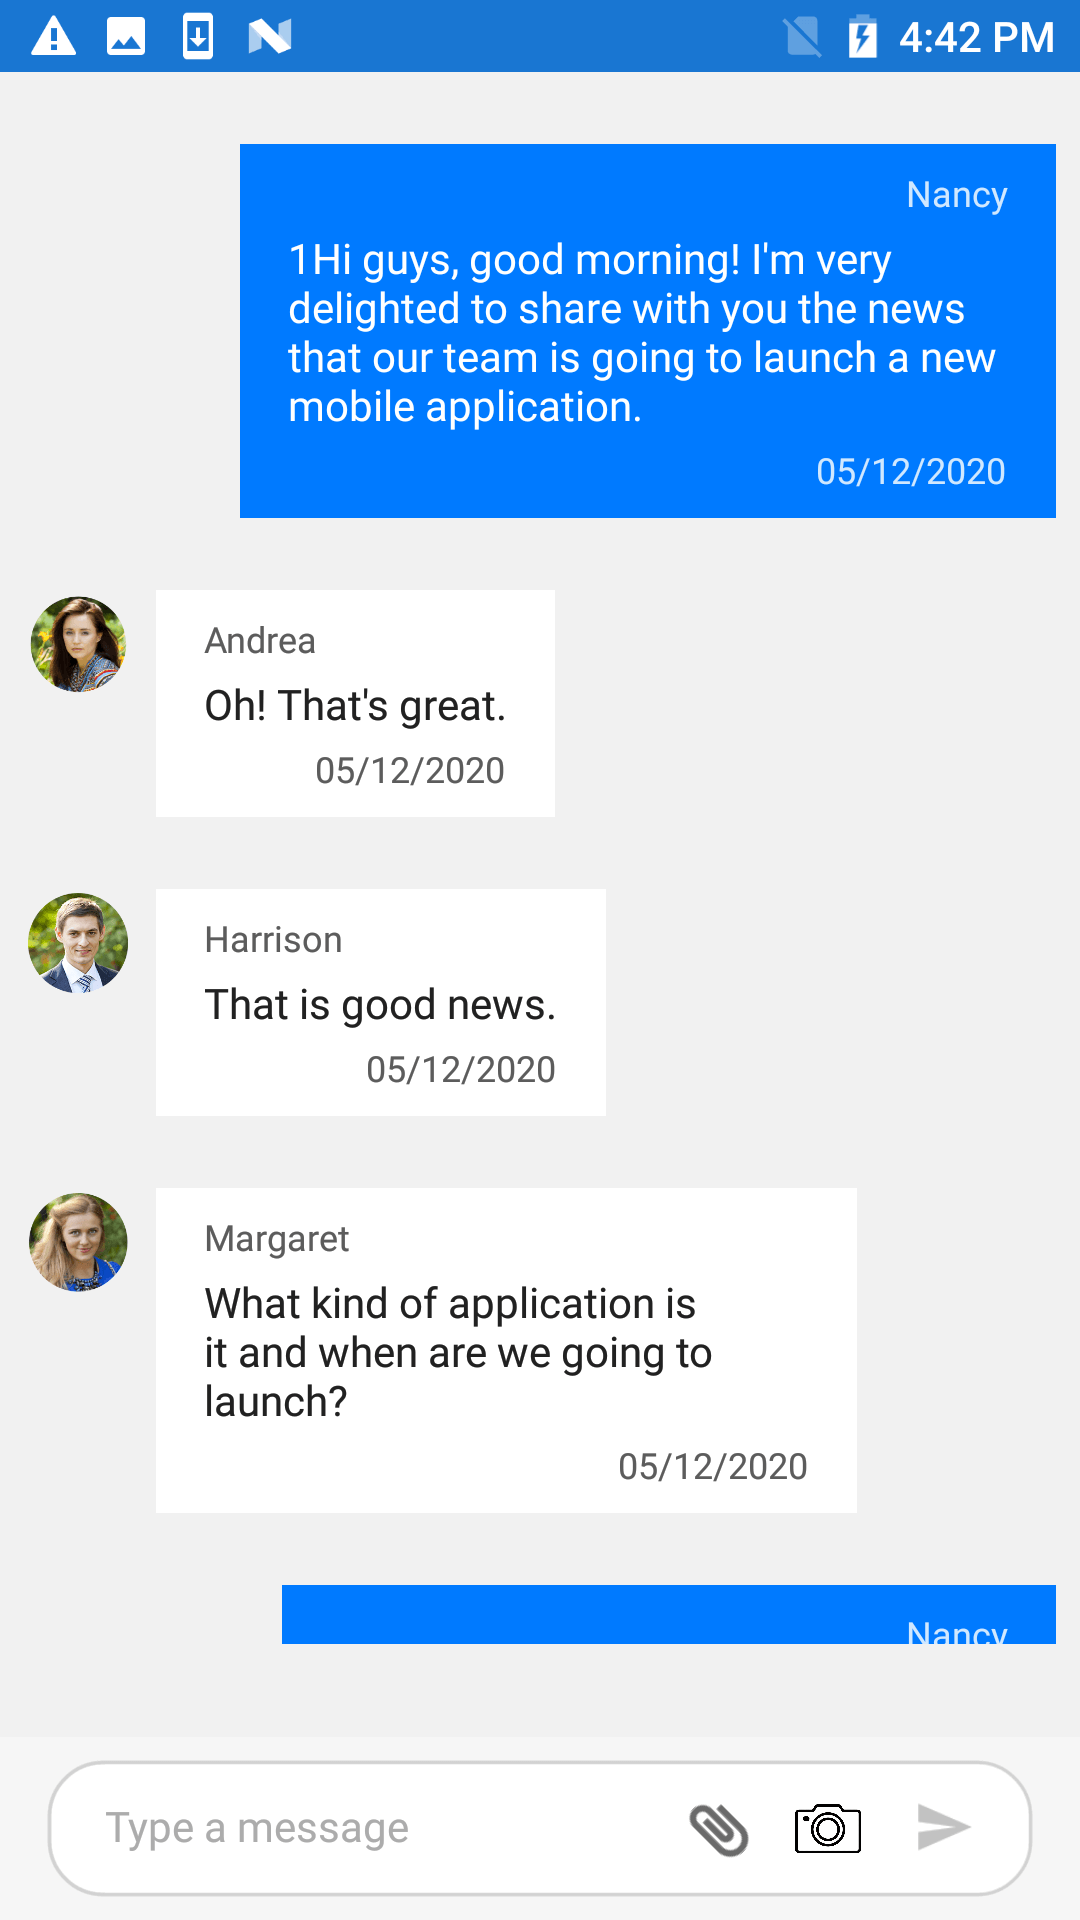 4:42 PM
Nancy
1Hi guys, good morning! I'm very
delighted to share with you the news
that our team is going to launch a new
mobile application.
05/12/2020
Andrea
Oh! That's great.
05/12/2020
Harrison
That is good news.
05/12/2020
Margaret
What kind of application is
it and when are we going to
launch?
05/12/2020
Nancy
Type a message